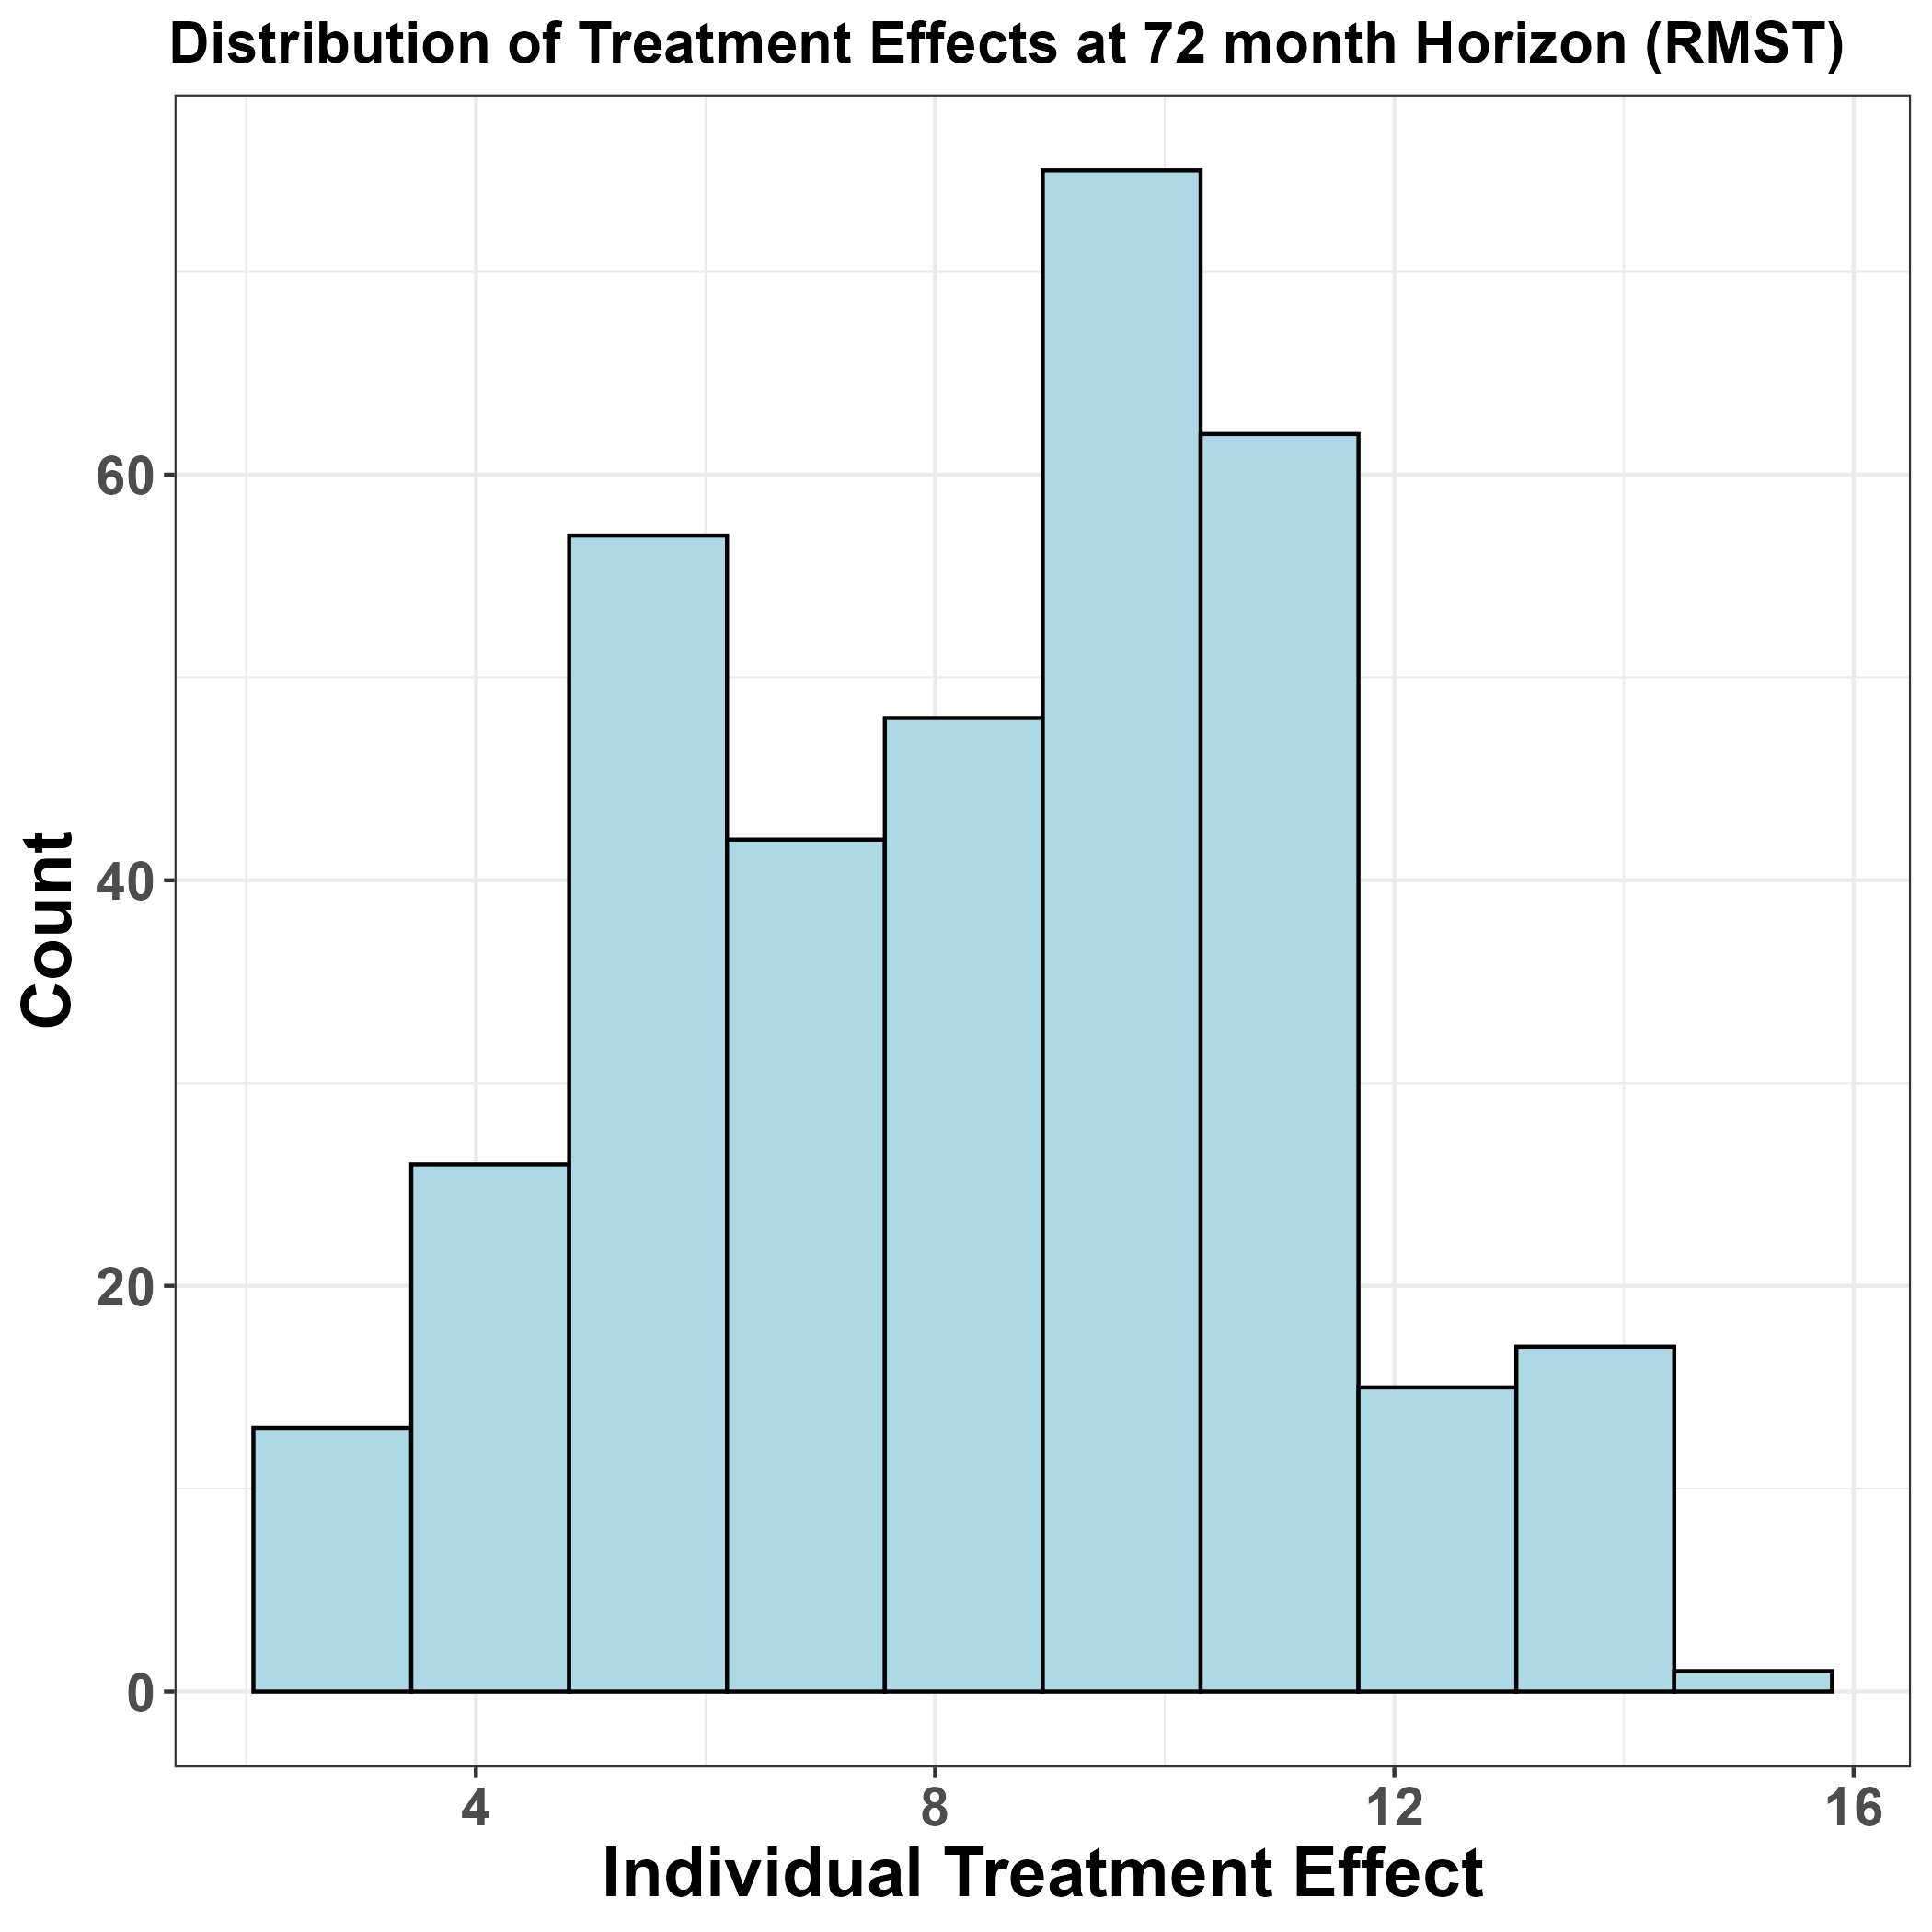 Distribution of Treatment Effects at 72 month Horizon (RMST)
60
40
20
0
Count
4 8 12 16
Individual Treatment Effect